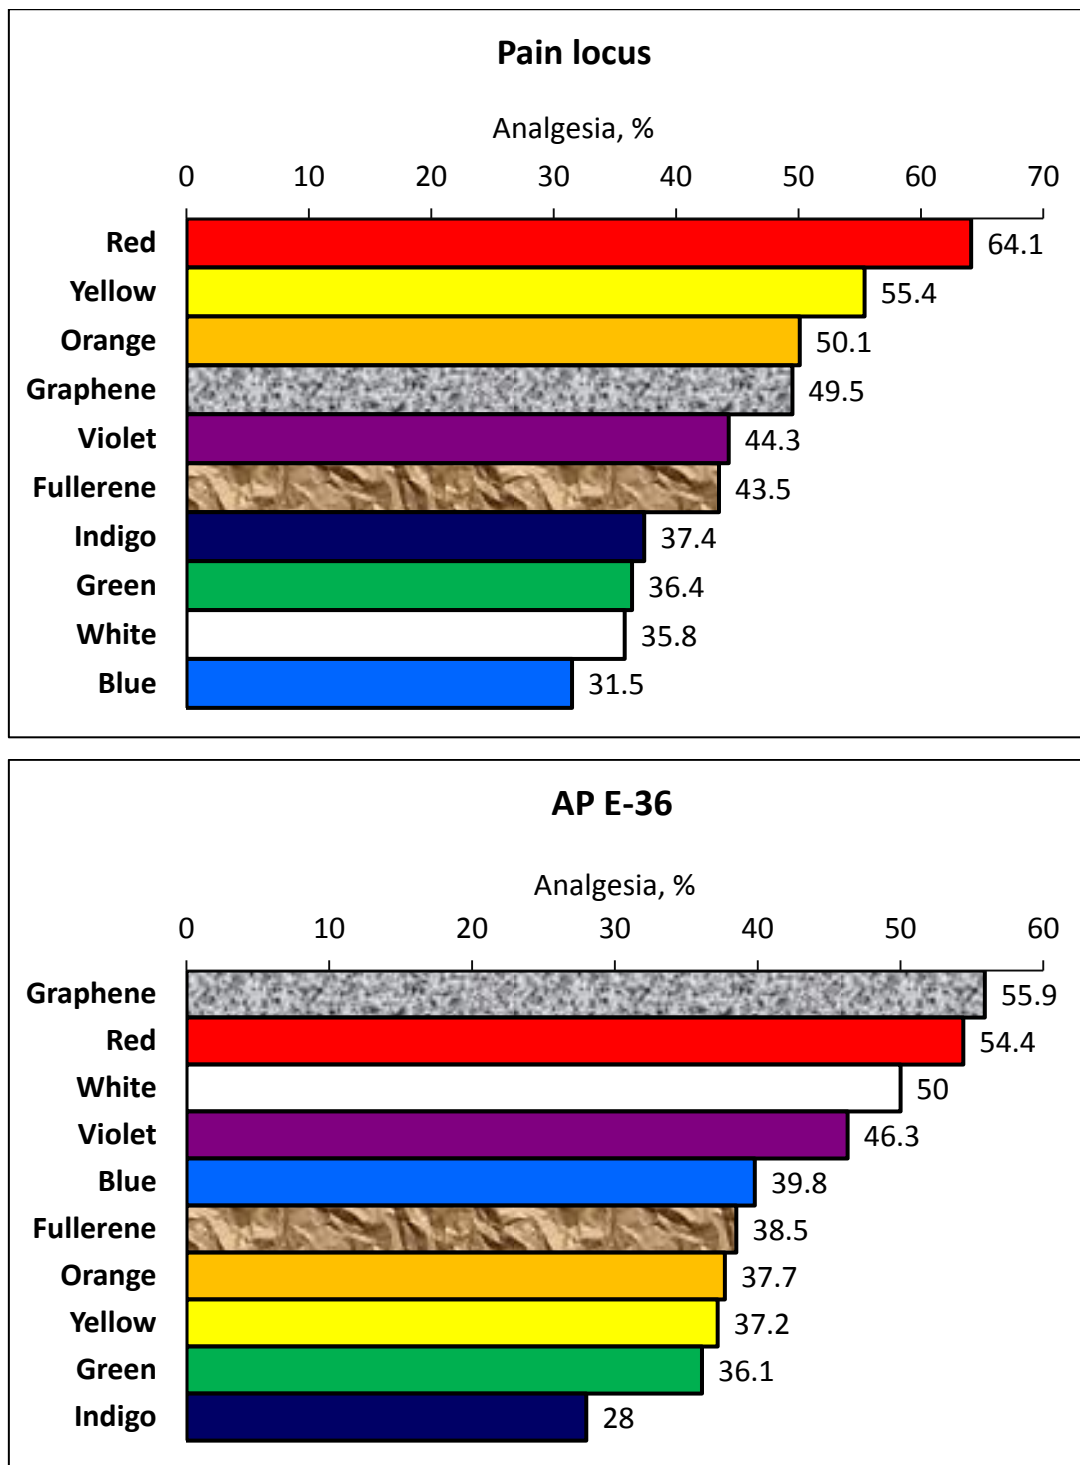 Pain locus
Analgesia, %
0 10 20 30 40 50 60 70
Red 64.1
Yellow 55.4
Orange 50.1
Graphene 49.5
Violet 44.3
Fullerene 43.5
Indigo 37.4
Green 36.4
White 35.8
Blue 31.5
AP E-36
Analgesia, %
0 10 20 30 40 50 60
Graphene 55.9
Red 54.4
White 50
Violet 46.3
Blue 39.8
Fullerene 38.5
Orange 37.7
Yellow 37.2
Green 36.1
Indigo 28